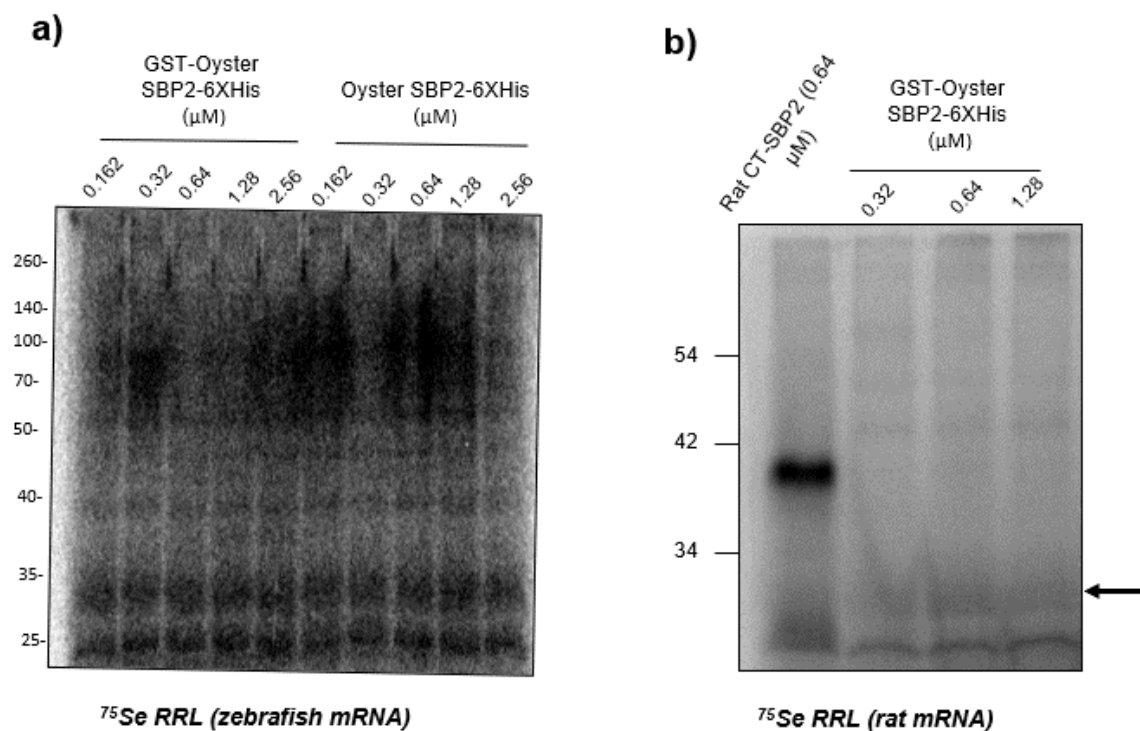 a)
GST-Oyster
SBP2-6XHis
(µM)
Oyster SBP2-6XHis
(µM)
0.162
0.32
0.64
1.28
2.56
0.162
0.32
0.64
1.28
2.56
260-
140-
100-
70-
50-
40-
35-
25-
⁷⁵Se RRL (zebrafish mRNA)
b)
Rat CT-SBP2 (0.64
µM)
GST-Oyster
SBP2-6XHis
(µM)
0.32
0.64
1.28
54
42
34
⁷⁵Se RRL (rat mRNA)